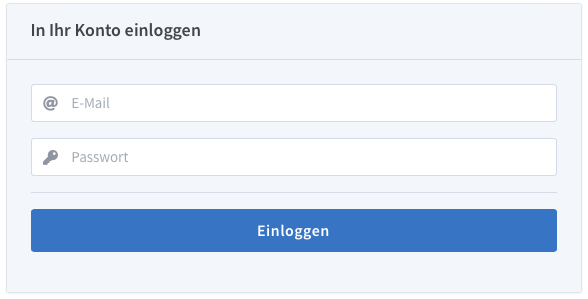 In Ihr Konto einloggen
E-Mail
Passwort
Einloggen